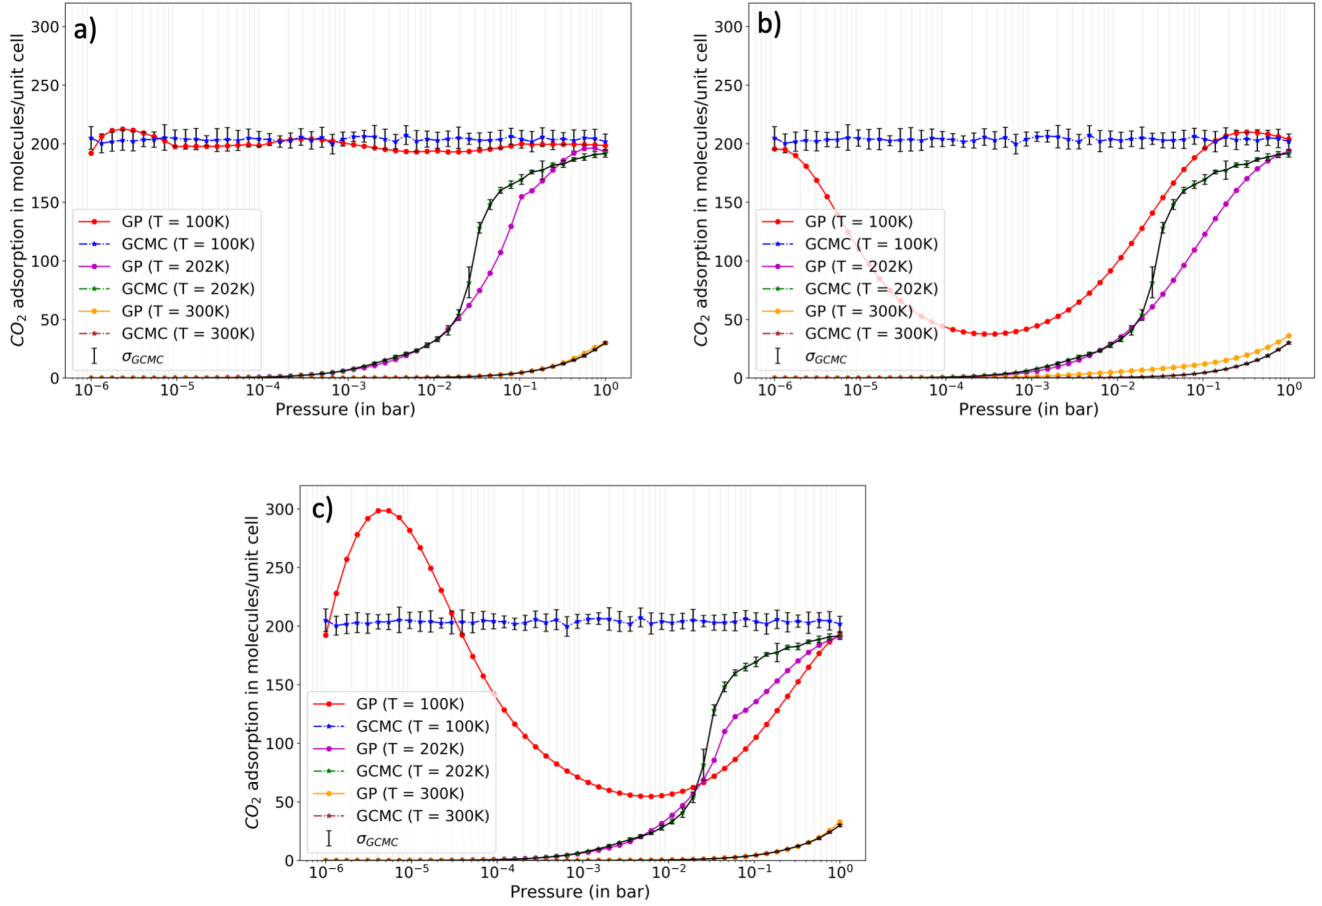 a)
CO₂ adsorption in molecules/unit cell
300
250
200
150
100
50
0
GP (T = 100K)
GCMC (T = 100K)
GP (T = 202K)
GCMC (T = 202K)
GP (T = 300K)
GCMC (T = 300K)
σGCMC
10⁻⁶ 10⁻⁵ 10⁻⁴ 10⁻³ 10⁻² 10⁻¹ 10⁰
Pressure (in bar)
b)
CO₂ adsorption in molecules/unit cell
300
250
200
150
100
50
0
GP (T = 100K)
GCMC (T = 100K)
GP (T = 202K)
GCMC (T = 202K)
GP (T = 300K)
GCMC (T = 300K)
σGCMC
10⁻⁶ 10⁻⁵ 10⁻⁴ 10⁻³ 10⁻² 10⁻¹ 10⁰
Pressure (in bar)
c)
CO₂ adsorption in molecules/unit cell
300
250
200
150
100
50
0
GP (T = 100K)
GCMC (T = 100K)
GP (T = 202K)
GCMC (T = 202K)
GP (T = 300K)
GCMC (T = 300K)
σGCMC
10⁻⁶ 10⁻⁵ 10⁻⁴ 10⁻³ 10⁻² 10⁻¹ 10⁰
Pressure (in bar)